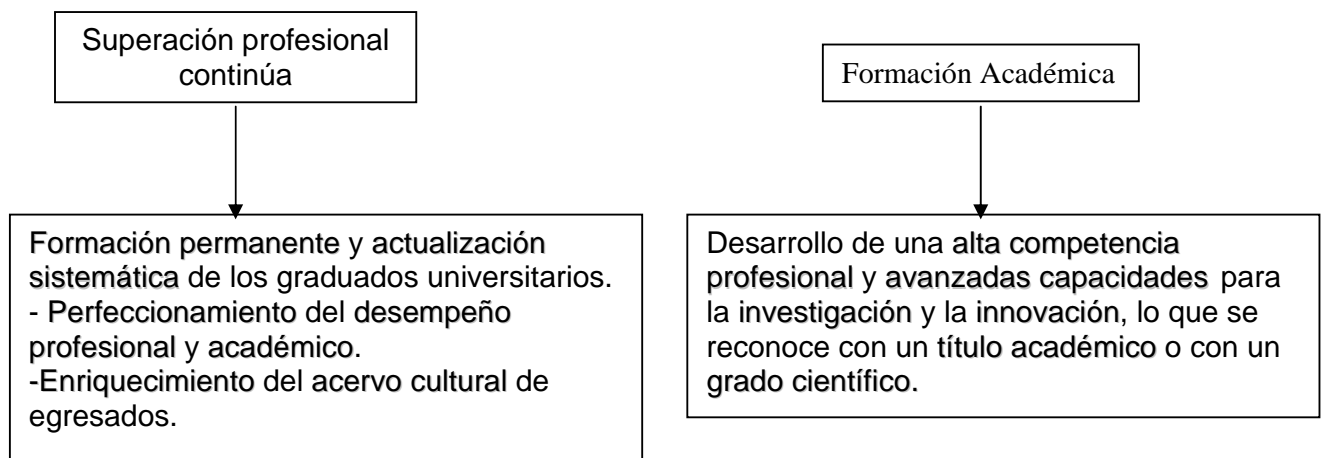 Superación profesional
continúa
Formación Académica
Formación permanente y actualización
sistemática de los graduados universitarios.
- Perfeccionamiento del desempeño
profesional y académico.
-Enriquecimiento del acervo cultural de
egresados.
Desarrollo de una alta competencia
profesional y avanzadas capacidades para
la investigación y la innovación, lo que se
reconoce con un título académico o con un
grado científico.